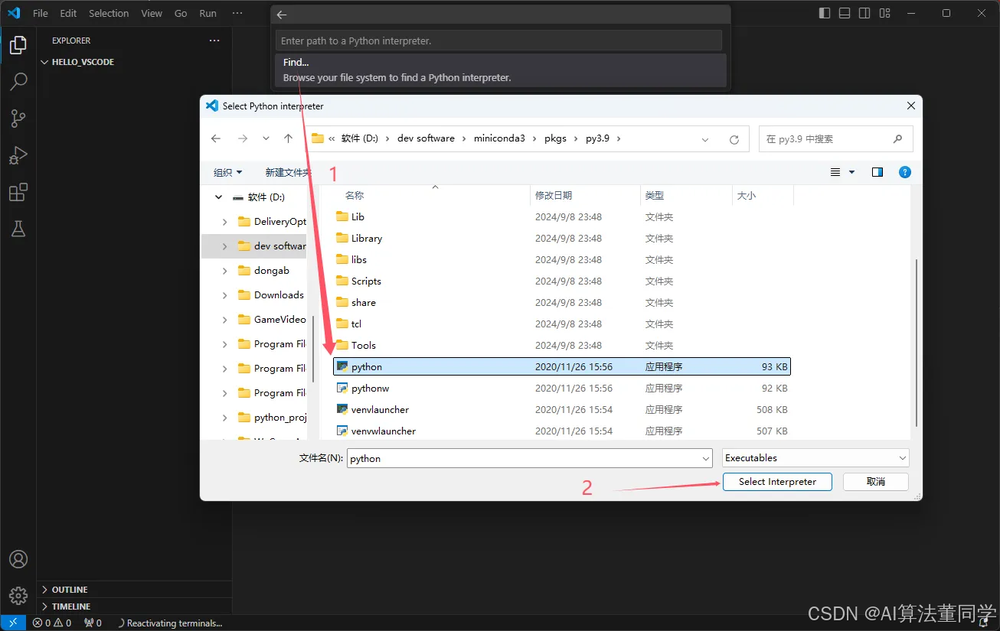 File Edit Selection View Go Run ···
Enter path to a Python interpreter.
Find...
Browse your file system to find a Python interpreter.
EXPLORER ···
HELLO_VSCODE
Select Python interpreter
« 软件 (D:) › dev software › miniconda3 › pkgs › py3.9 ›
在 py3.9 中搜索
组织 新建文件夹
1
软件 (D:)
DeliveryOpt
dev softwar
dongab
Downloads
GameVideo
Program Fil
Program Fil
Program Fil
python_proj
名称 修改日期 类型 大小
Lib 2024/9/8 23:48 文件夹
Library 2024/9/8 23:48 文件夹
libs 2024/9/8 23:48 文件夹
Scripts 2024/9/8 23:48 文件夹
share 2024/9/8 23:48 文件夹
tcl 2024/9/8 23:48 文件夹
Tools 2024/9/8 23:48 文件夹
python 2020/11/26 15:56 应用程序 93 KB
pythonw 2020/11/26 15:56 应用程序 92 KB
venvlauncher 2020/11/26 15:54 应用程序 508 KB
venvwlauncher 2020/11/26 15:54 应用程序 507 KB
文件名(N): python Executables
2
Select Interpreter 取消
OUTLINE
TIMELINE
0 0 0 Reactivating terminals...
CSDN @AI算法董同学